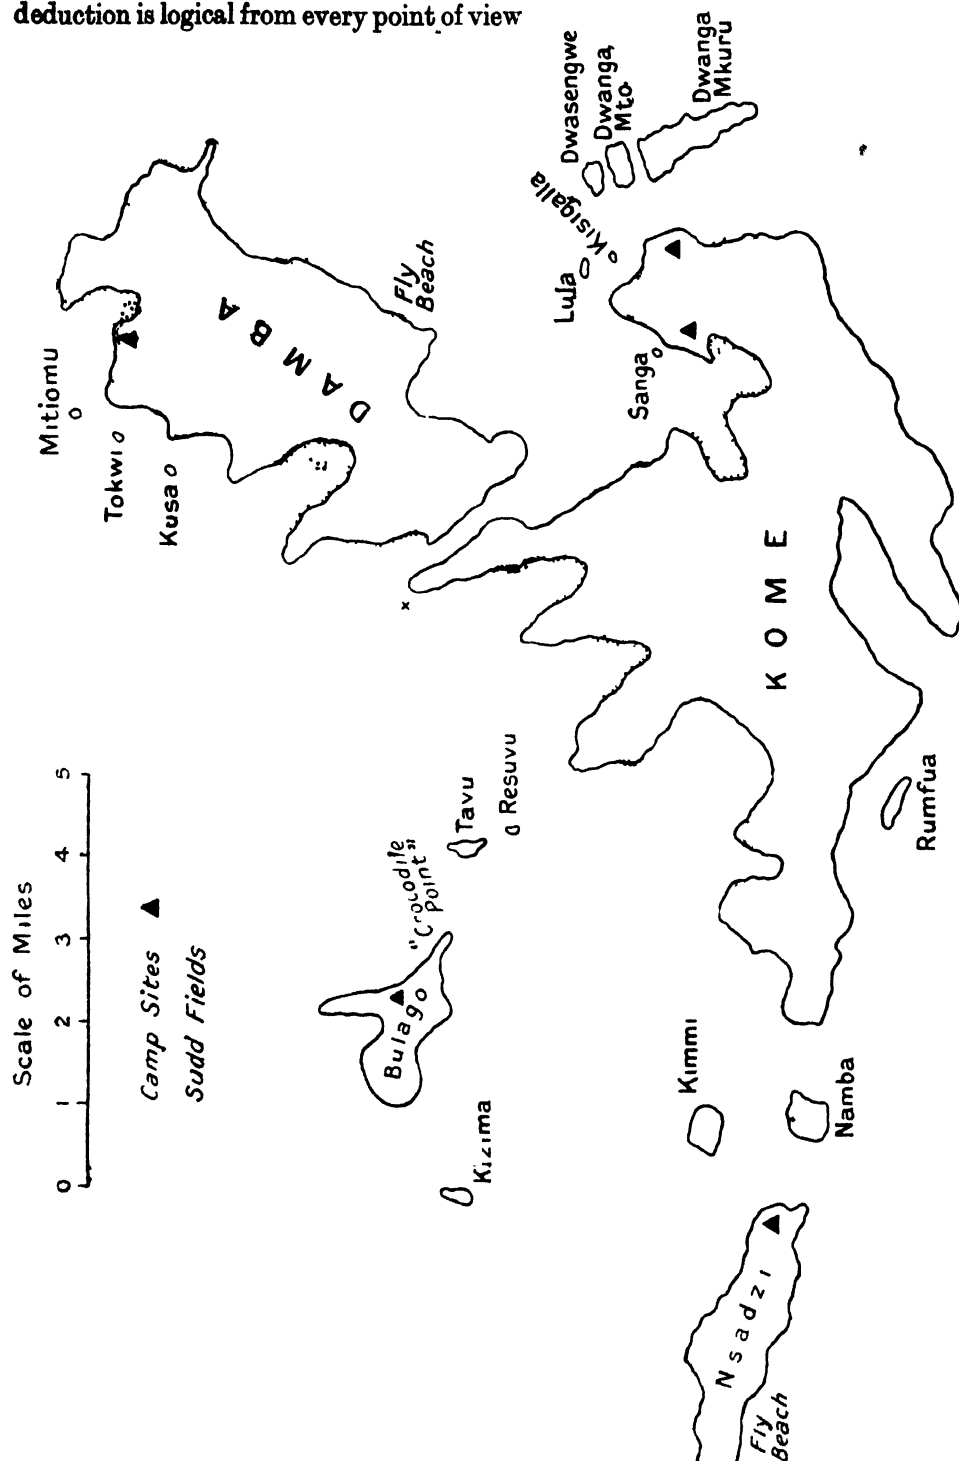 deduction is logical from every point of view
Scale of Miles
0 1 2 3 4 5
Camp Sites
Sudd Fields
Mitiomu
Tokwi
Kusa
DAMBA
Fly
Beach
Dwasengwe
Dwanga
Mto.
Dwanga
Mkuru
Kisigalla
Lula
Sanga
KOME
x
"Crocodile
Point"
Tavu
Resuvu
Bulago
Kizima
Rumfua
Kimmi
Namba
Nsadzi
Fly
Beach